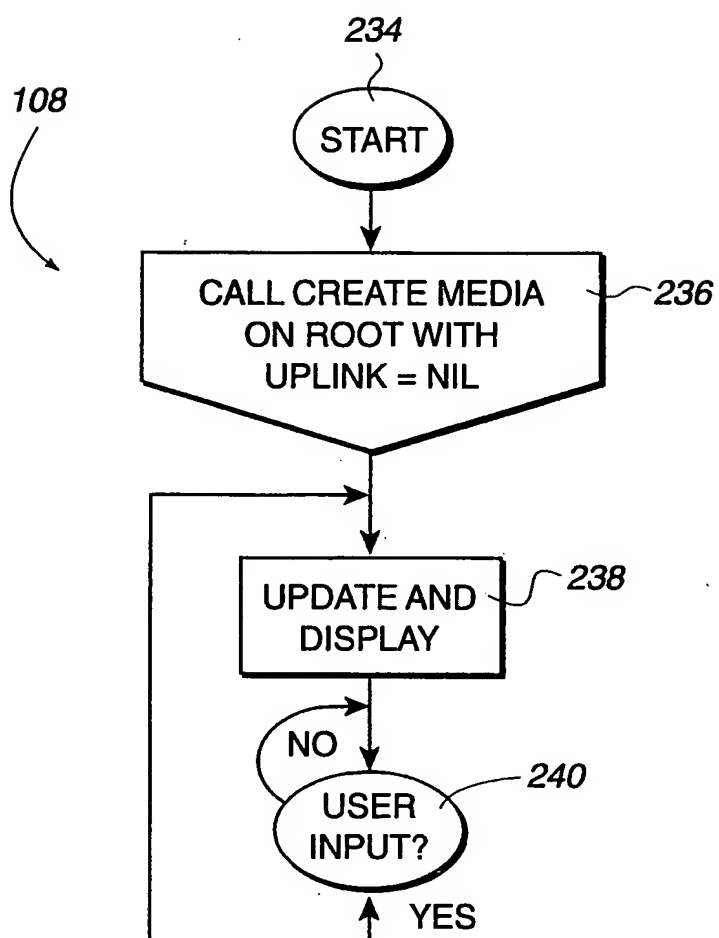 234
108
START
CALL CREATE MEDIA
ON ROOT WITH
UPLINK = NIL
236
UPDATE AND
DISPLAY
238
NO
USER
INPUT?
240
YES